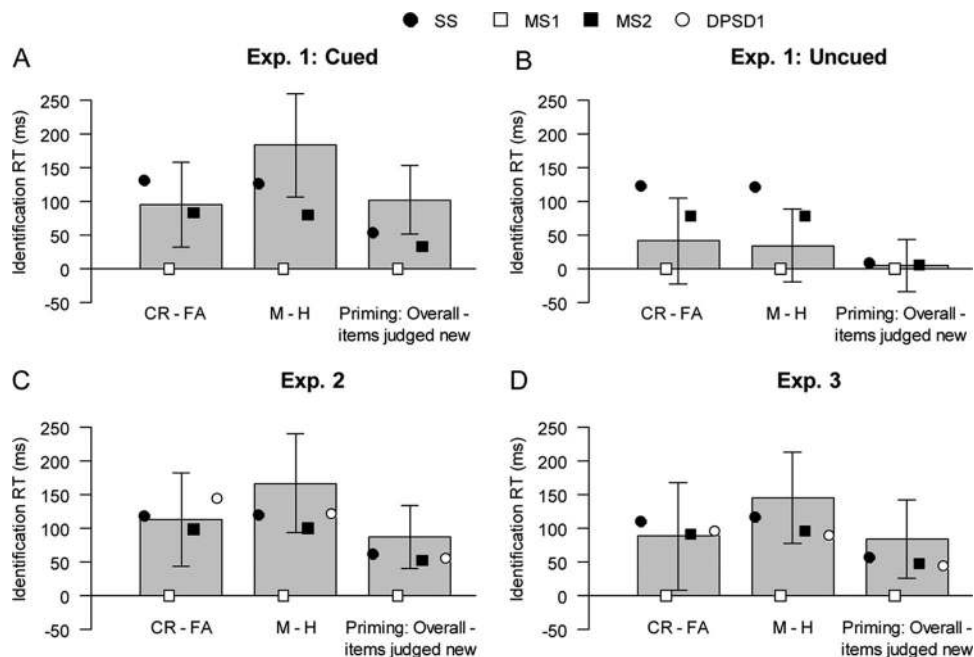 SS MS1 MS2 DPSD1
A Exp. 1: Cued
Identification RT (ms)
250
200
150
100
50
0
-50
CR - FA M - H Priming: Overall -
items judged new
B Exp. 1: Uncued
Identification RT (ms)
250
200
150
100
50
0
-50
CR - FA M - H Priming: Overall -
items judged new
C Exp. 2
Identification RT (ms)
250
200
150
100
50
0
-50
CR - FA M - H Priming: Overall -
items judged new
D Exp. 3
Identification RT (ms)
250
200
150
100
50
0
-50
CR - FA M - H Priming: Overall -
items judged new